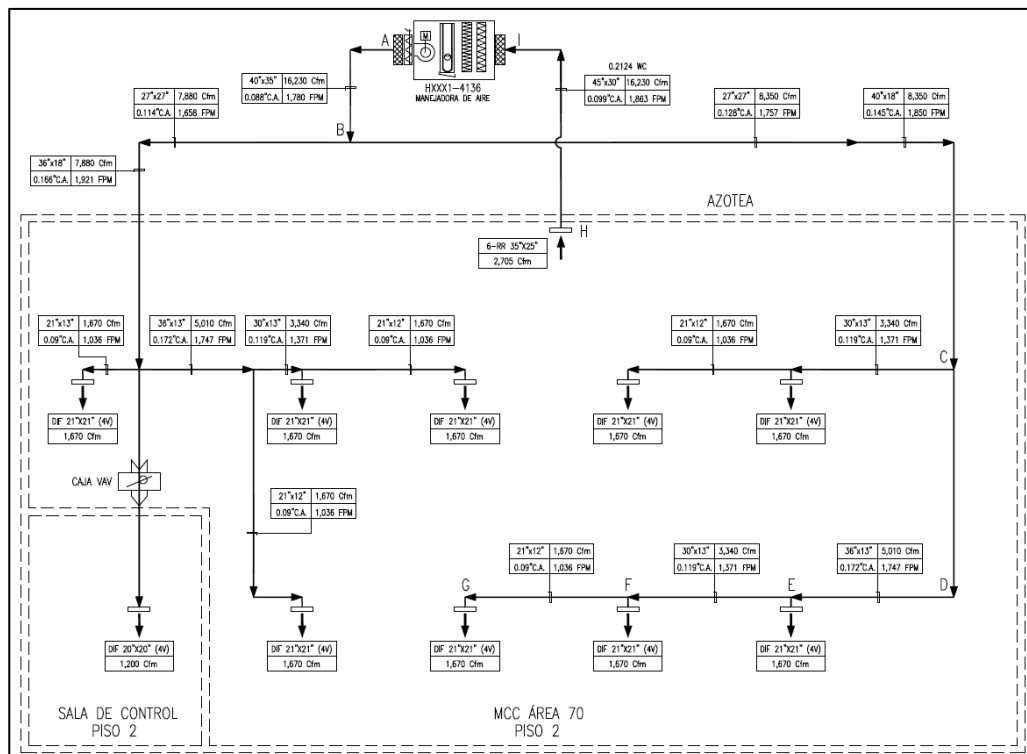 A
M
I
HXXX1-4136
MANEJADORA DE AIRE
40"x35" 16,230 Cfm
0.088"C.A. 1,780 FPM
0.2124 WC
45"x30" 16,230 Cfm
0.099"C.A. 1,863 FPM
27"x27" 7,880 Cfm
0.114"C.A. 1,658 FPM
27"x27" 8,350 Cfm
0.128"C.A. 1,757 FPM
40"x18" 8,350 Cfm
0.145"C.A. 1,850 FPM
B
36"x18" 7,880 Cfm
0.166"C.A. 1,921 FPM
AZOTEA
H
6-RR 35"X25"
2,705 Cfm
21"x13" 1,670 Cfm
0.09"C.A. 1,036 FPM
36"x13" 5,010 Cfm
0.172"C.A. 1,747 FPM
30"x13" 3,340 Cfm
0.119"C.A. 1,371 FPM
21"x12" 1,670 Cfm
0.09"C.A. 1,036 FPM
21"x12" 1,670 Cfm
0.09"C.A. 1,036 FPM
30"x13" 3,340 Cfm
0.119"C.A. 1,371 FPM
C
DIF 21"X21" (4V)
1,670 Cfm
DIF 21"X21" (4V)
1,670 Cfm
DIF 21"X21" (4V)
1,670 Cfm
DIF 21"X21" (4V)
1,670 Cfm
DIF 21"X21" (4V)
1,670 Cfm
CAJA VAV
21"x12" 1,670 Cfm
0.09"C.A. 1,036 FPM
21"x12" 1,670 Cfm
0.09"C.A. 1,036 FPM
30"x13" 3,340 Cfm
0.119"C.A. 1,371 FPM
36"x13" 5,010 Cfm
0.172"C.A. 1,747 FPM
G
F
E
D
DIF 20"X20" (4V)
1,200 Cfm
DIF 21"X21" (4V)
1,670 Cfm
DIF 21"X21" (4V)
1,670 Cfm
DIF 21"X21" (4V)
1,670 Cfm
DIF 21"X21" (4V)
1,670 Cfm
SALA DE CONTROL
PISO 2
MCC ÁREA 70
PISO 2